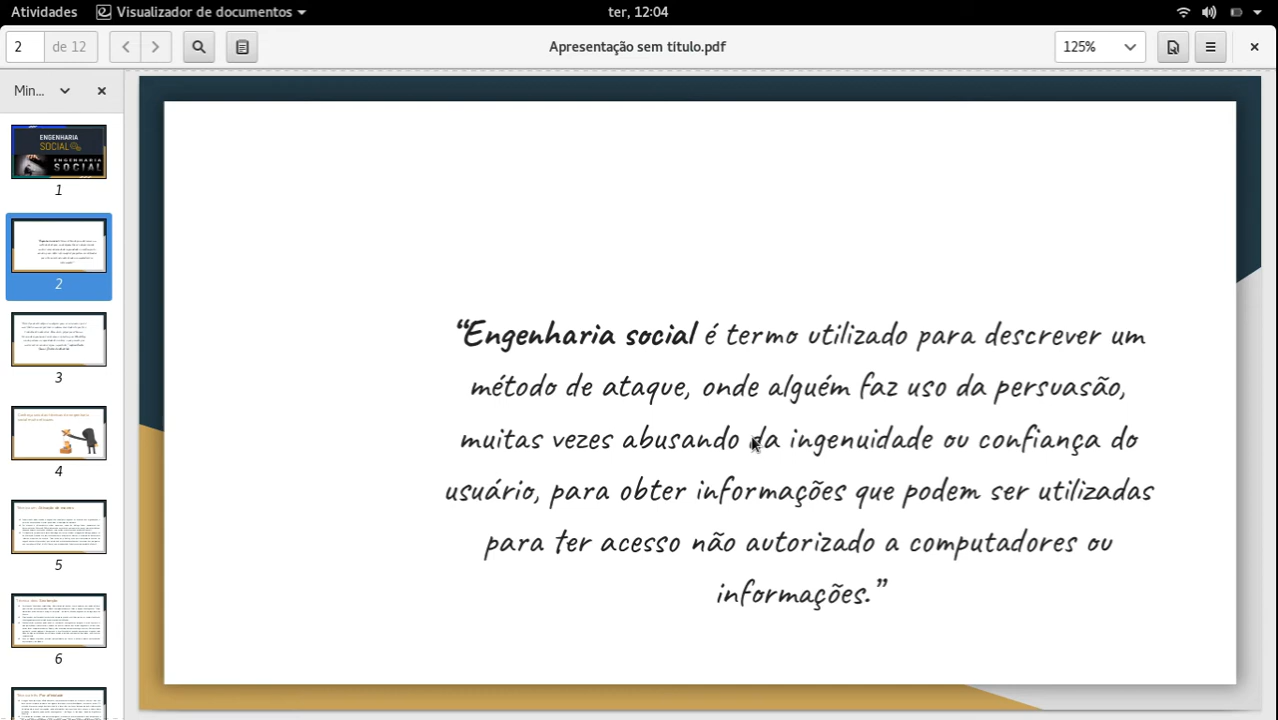 Atividades Visualizador de documentos ter, 12:04
2 de 12 Apresentação sem título.pdf 125%
Min...
ENGENHARIA
SOCIAL
ENGENHARIA
SOCIAL
1
2
3
4
5
6
“Engenharia social é termo utilizado para descrever um
método de ataque, onde alguém faz uso da persuasão,
muitas vezes abusando da ingenuidade ou confiança do
usuário, para obter informações que podem ser utilizadas
para ter acesso não autorizado a computadores ou
informações.”